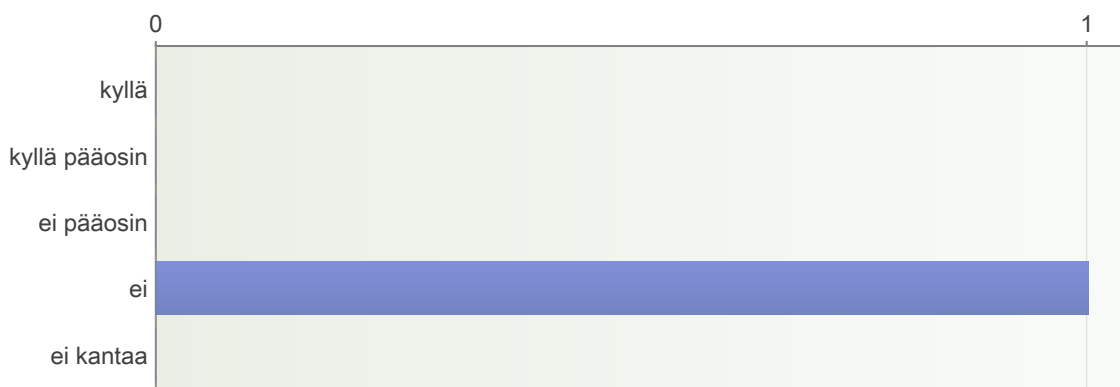 0 1
kyllä
kyllä pääosin
ei pääosin
ei
ei kantaa